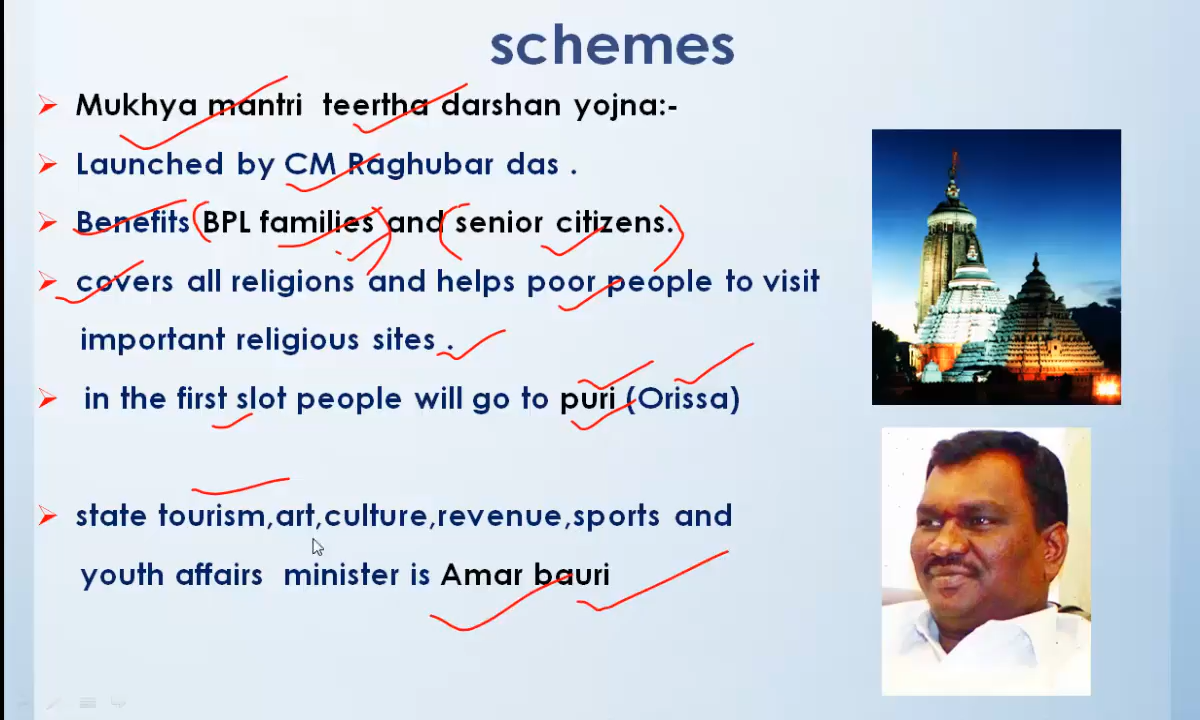 schemes
Mukhya mantri teertha darshan yojna:-
Launched by CM Raghubar das .
Benefits BPL families and senior citizens.
covers all religions and helps poor people to visit
important religious sites .
in the first slot people will go to puri (Orissa)
state tourism,art,culture,revenue,sports and
youth affairs minister is Amar bauri